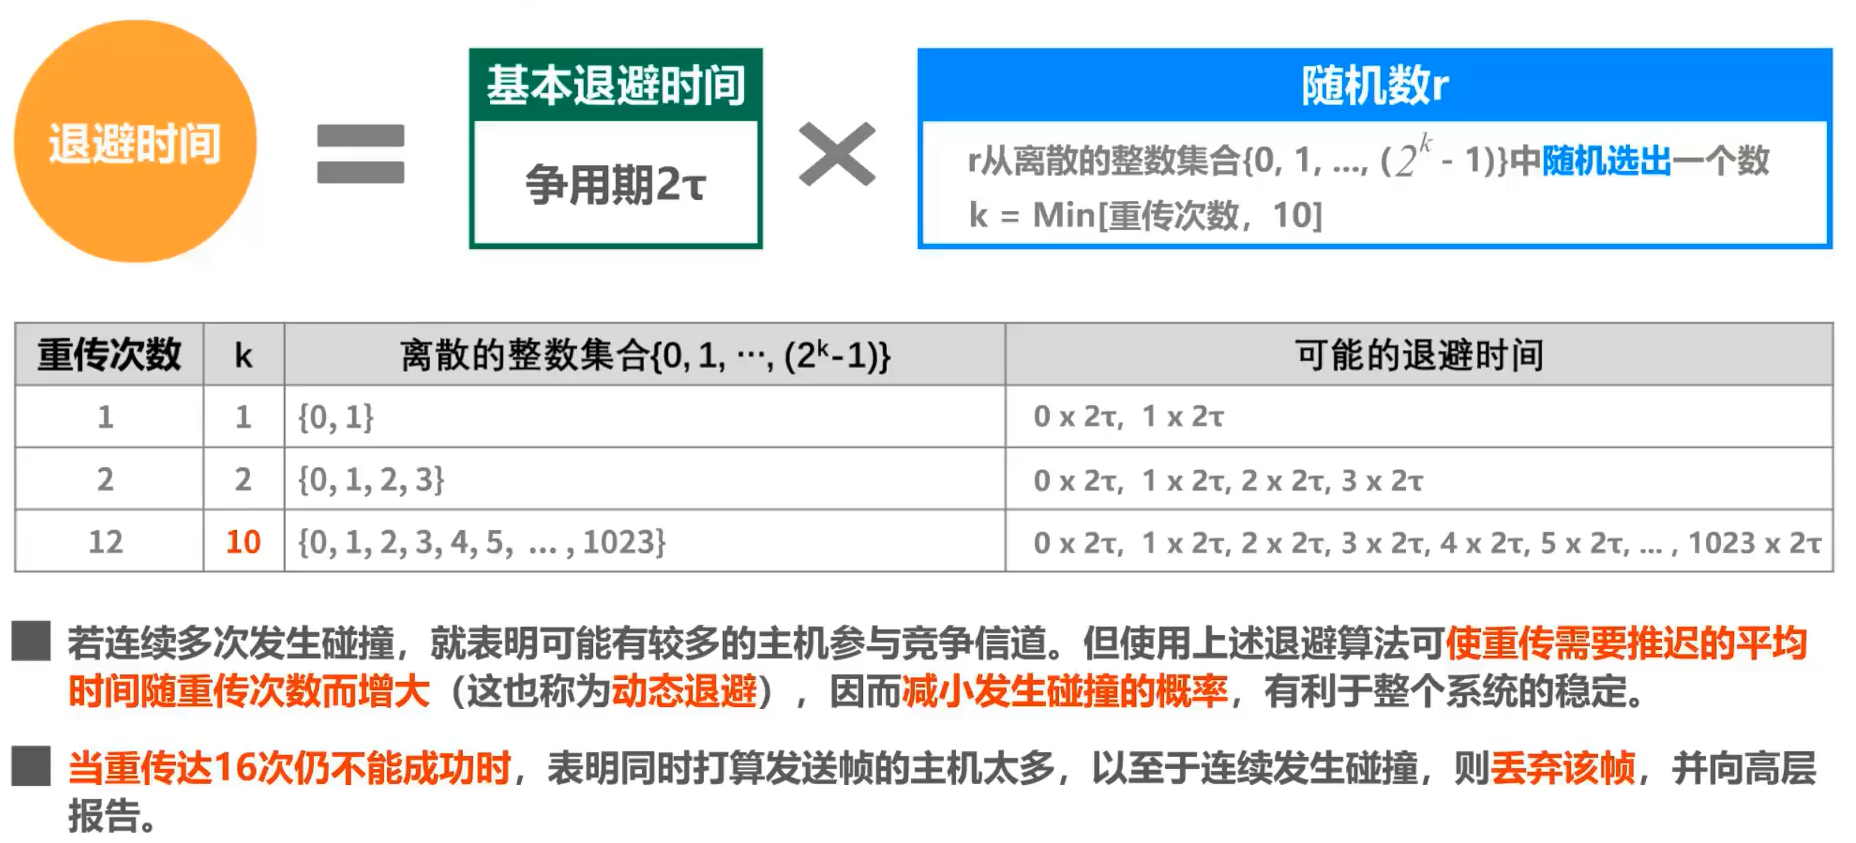 退避时间
基本退避时间
争用期2τ
随机数r
r从离散的整数集合{0, 1, ..., (2^k - 1)}中随机选出一个数
k = Min[重传次数，10]
重传次数 k 离散的整数集合{0, 1, ⋯, (2^k-1)} 可能的退避时间
1 1 {0, 1} 0 x 2τ, 1 x 2τ
2 2 {0, 1, 2, 3} 0 x 2τ, 1 x 2τ, 2 x 2τ, 3 x 2τ
12 10 {0, 1, 2, 3, 4, 5, ... , 1023} 0 x 2τ, 1 x 2τ, 2 x 2τ, 3 x 2τ, 4 x 2τ, 5 x 2τ, ... , 1023 x 2τ
若连续多次发生碰撞，就表明可能有较多的主机参与竞争信道。但使用上述退避算法可使重传需要推迟的平均
时间随重传次数而增大（这也称为动态退避），因而减小发生碰撞的概率，有利于整个系统的稳定。
当重传达16次仍不能成功时，表明同时打算发送帧的主机太多，以至于连续发生碰撞，则丢弃该帧，并向高层
报告。